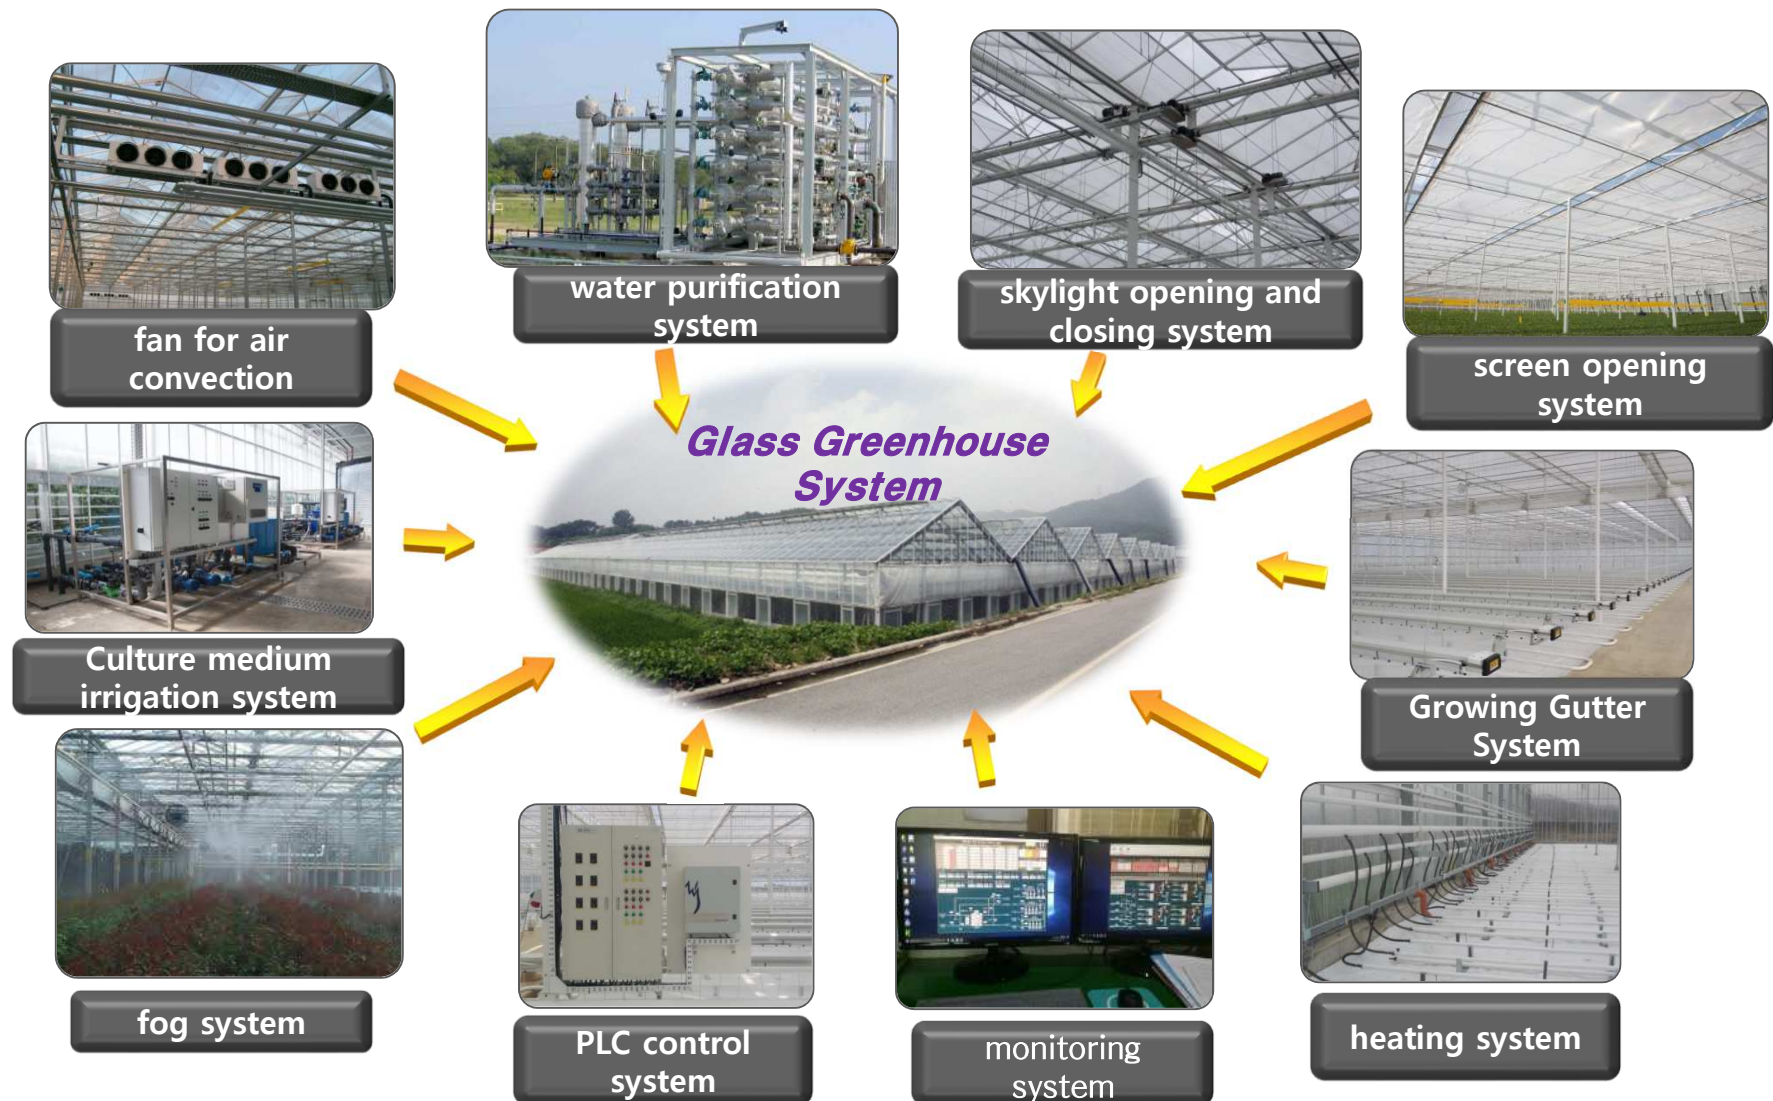 water purification
system
skylight opening and
closing system
fan for air
convection
screen opening
system
Glass Greenhouse
System
Culture medium
irrigation system
Growing Gutter
System
fog system
PLC control
system
monitoring
system
heating system